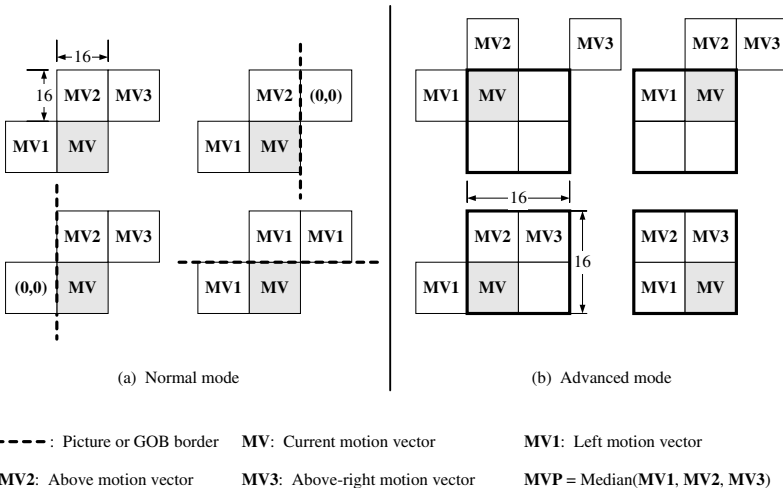 16
16
MV2 MV3
MV1 MV
MV2 (0,0)
MV1 MV
MV2 MV3
(0,0) MV
MV1 MV1
MV1 MV
(a) Normal mode
MV2 MV3
MV1 MV
MV2 MV3
MV1 MV
16
16
MV2 MV3
MV1 MV
MV2 MV3
MV1 MV
(b) Advanced mode
: Picture or GOB border MV: Current motion vector MV1: Left motion vector
MV2: Above motion vector MV3: Above-right motion vector MVP = Median(MV1, MV2, MV3)